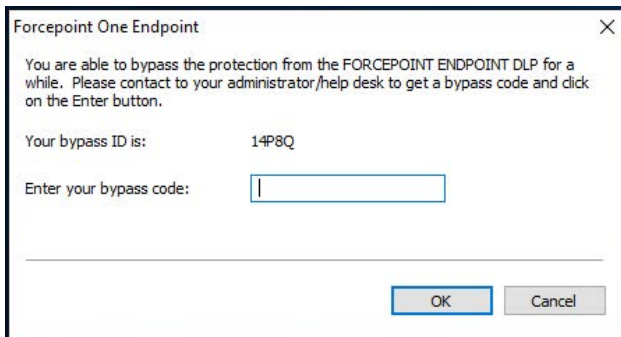 Forcepoint One Endpoint
You are able to bypass the protection from the FORCEPOINT ENDPOINT DLP for a
while. Please contact to your administrator/help desk to get a bypass code and click
on the Enter button.
Your bypass ID is: 14P8Q
Enter your bypass code:
OK Cancel